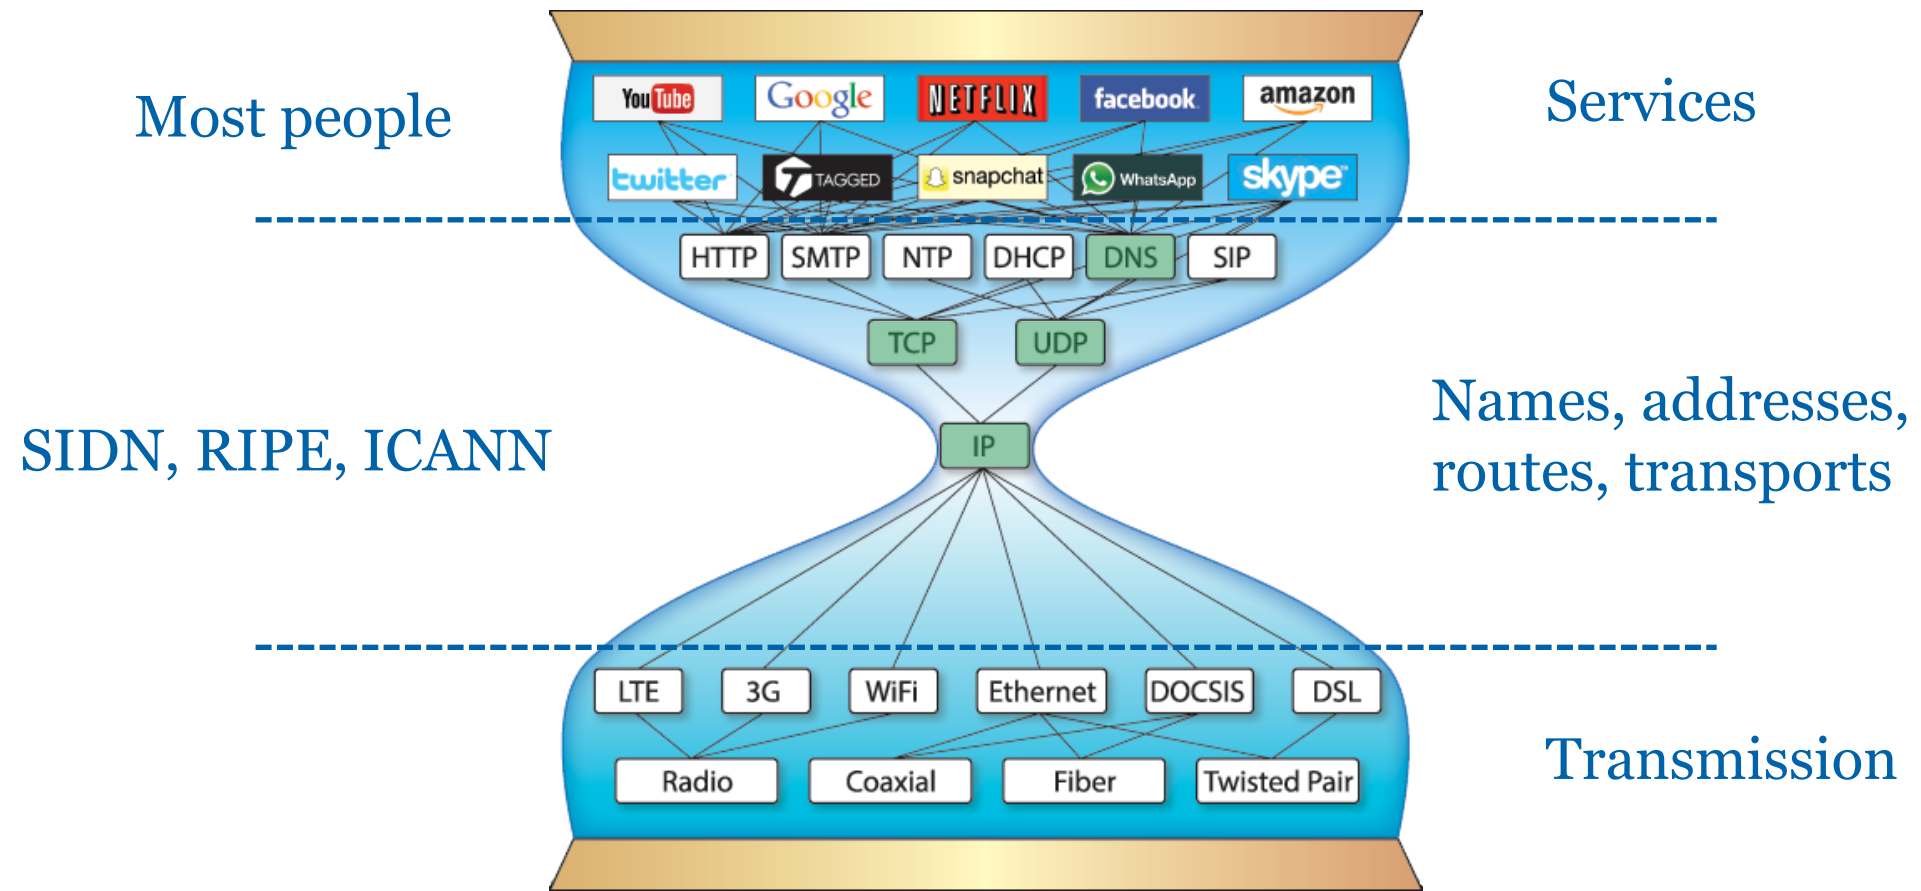 Most people
Services
YouTube Google NETFLIX facebook amazon
twitter TAGGED snapchat WhatsApp skype™
HTTP SMTP NTP DHCP DNS SIP
TCP UDP
SIDN, RIPE, ICANN
IP
Names, addresses,
routes, transports
LTE 3G WiFi Ethernet DOCSIS DSL
Radio Coaxial Fiber Twisted Pair
Transmission